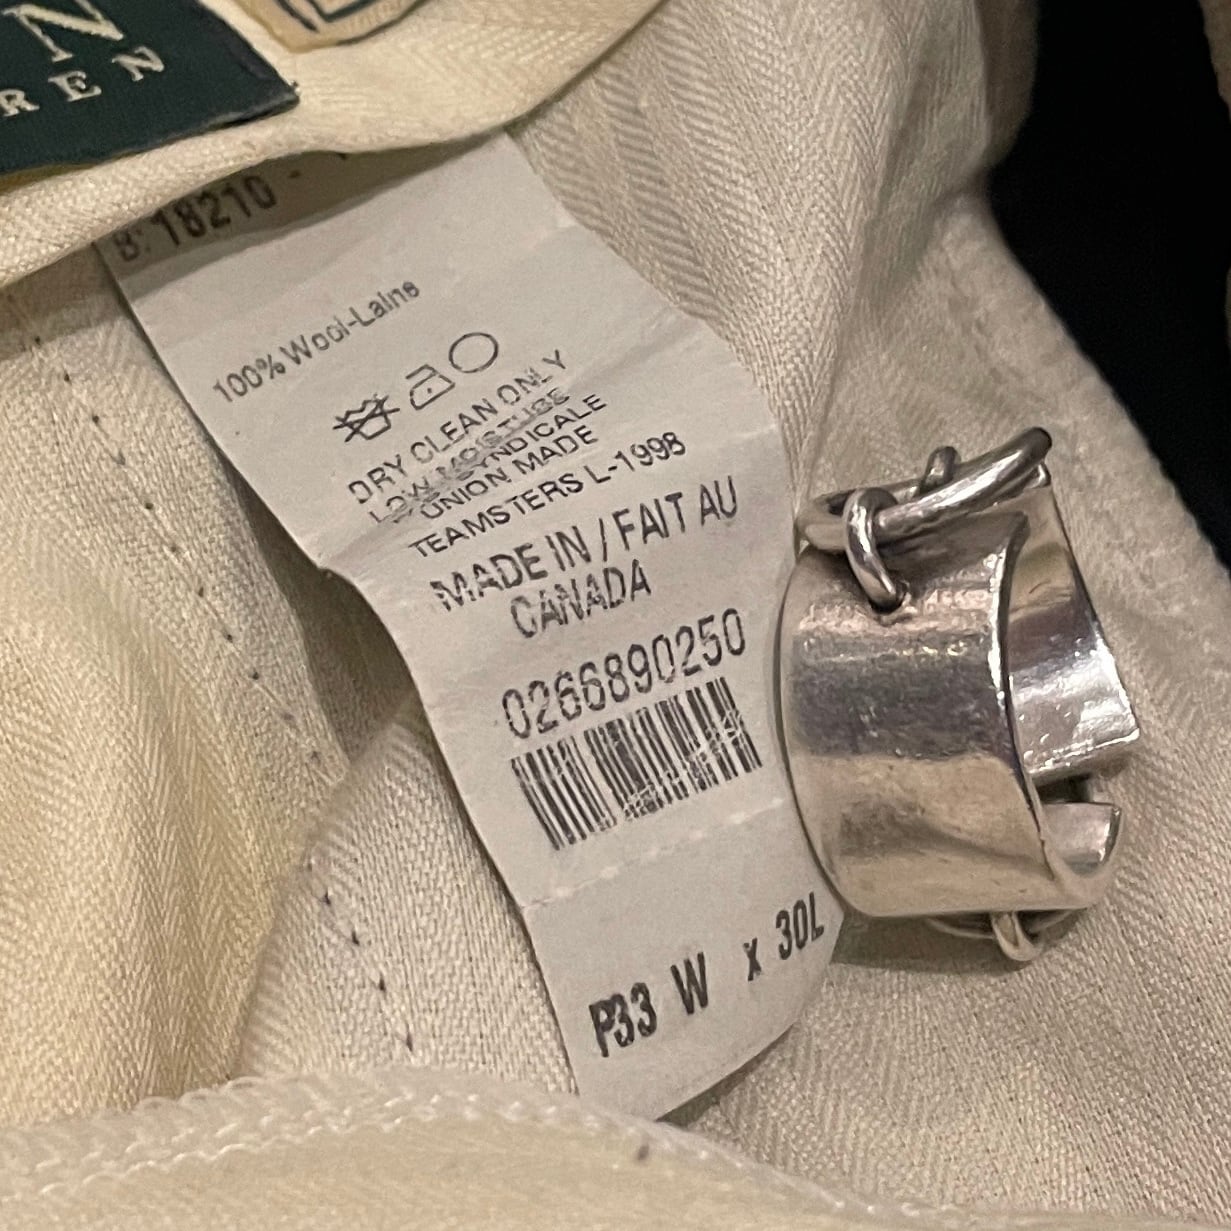 N
REN
B: 18210 -
100% Wool-Laine
DRY CLEAN ONLY
LOW MOISTURE
SYNDICALE
UNION MADE
TEAMSTERS L-1998
MADE IN / FAIT AU
CANADA
0266890250
P33 W x 30L